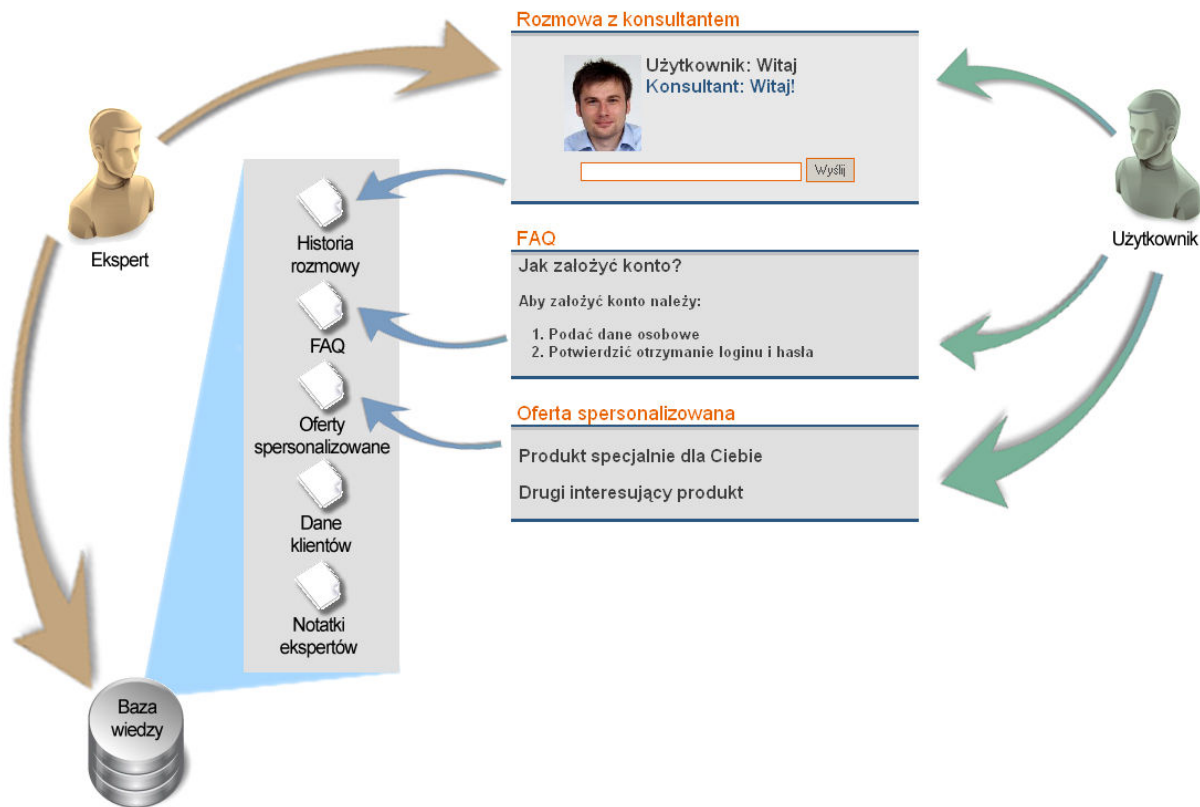 Rozmowa z konsultantem
Użytkownik: Witaj
Konsultant: Witaj!
Wyślij
Ekspert
Użytkownik
Historia
rozmowy
FAQ
Oferty
spersonalizowane
Dane
klientów
Notatki
ekspertów
FAQ
Jak założyć konto?
Aby założyć konto należy:
1. Podać dane osobowe
2. Potwierdzić otrzymanie loginu i hasła
Oferta spersonalizowana
Produkt specjalnie dla Ciebie
Drugi interesujący produkt
Baza
wiedzy